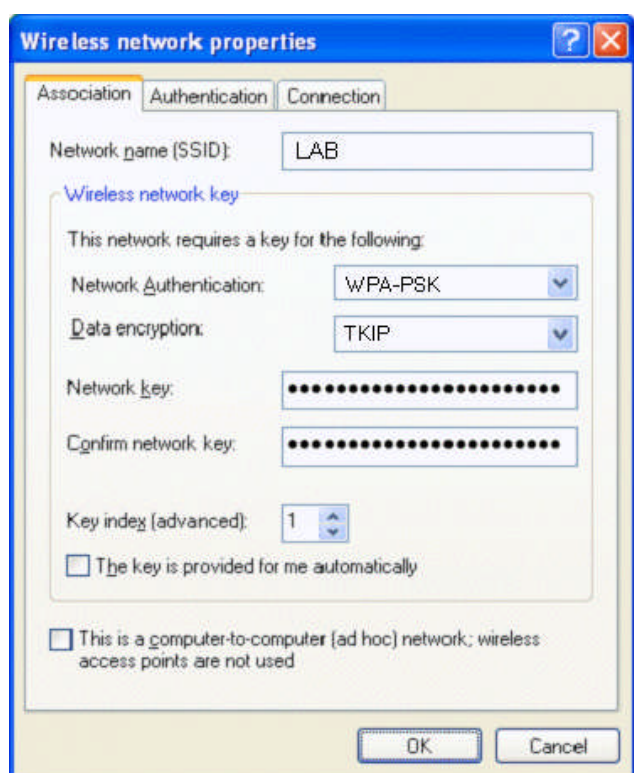 Wireless network properties
Association Authentication Connection
Network name (SSID): LAB
Wireless network key
This network requires a key for the following:
Network Authentication: WPA-PSK
Data encryption: TKIP
Network key: •••••••••••••••••••••••
Confirm network key: •••••••••••••••••••••••
Key index (advanced): 1
The key is provided for me automatically
This is a computer-to-computer (ad hoc) network; wireless
access points are not used
OK Cancel